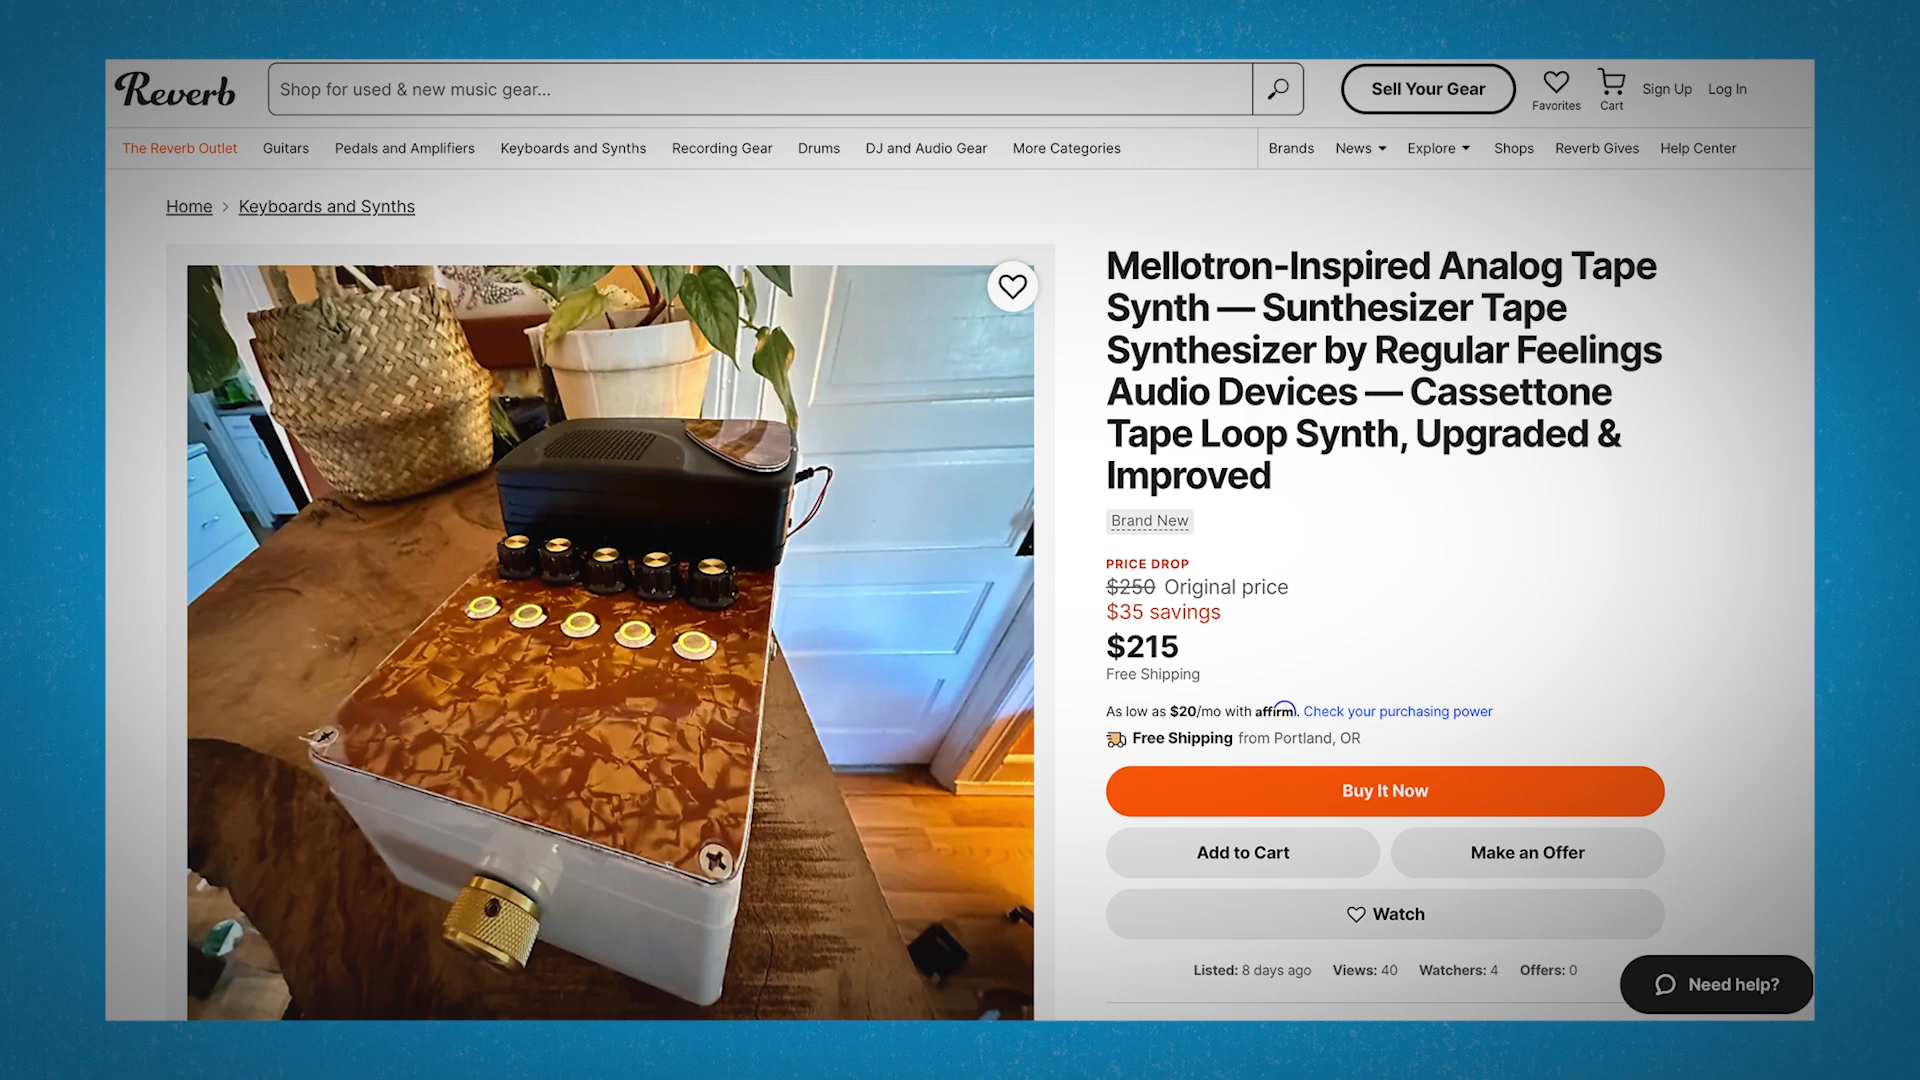 Reverb
Shop for used & new music gear...
Sell Your Gear
Favorites
Cart
Sign Up
Log In
The Reverb Outlet
Guitars
Pedals and Amplifiers
Keyboards and Synths
Recording Gear
Drums
DJ and Audio Gear
More Categories
Brands
News
Explore
Shops
Reverb Gives
Help Center
Home > Keyboards and Synths
Mellotron-Inspired Analog Tape
Synth — Sunthesizer Tape
Synthesizer by Regular Feelings
Audio Devices — Cassettone
Tape Loop Synth, Upgraded &
Improved
Brand New
PRICE DROP
$250 Original price
$35 savings
$215
Free Shipping
As low as $20/mo with affirm. Check your purchasing power
Free Shipping from Portland, OR
Buy It Now
Add to Cart
Make an Offer
Watch
Listed: 8 days ago
Views: 40
Watchers: 4
Offers: 0
Need help?